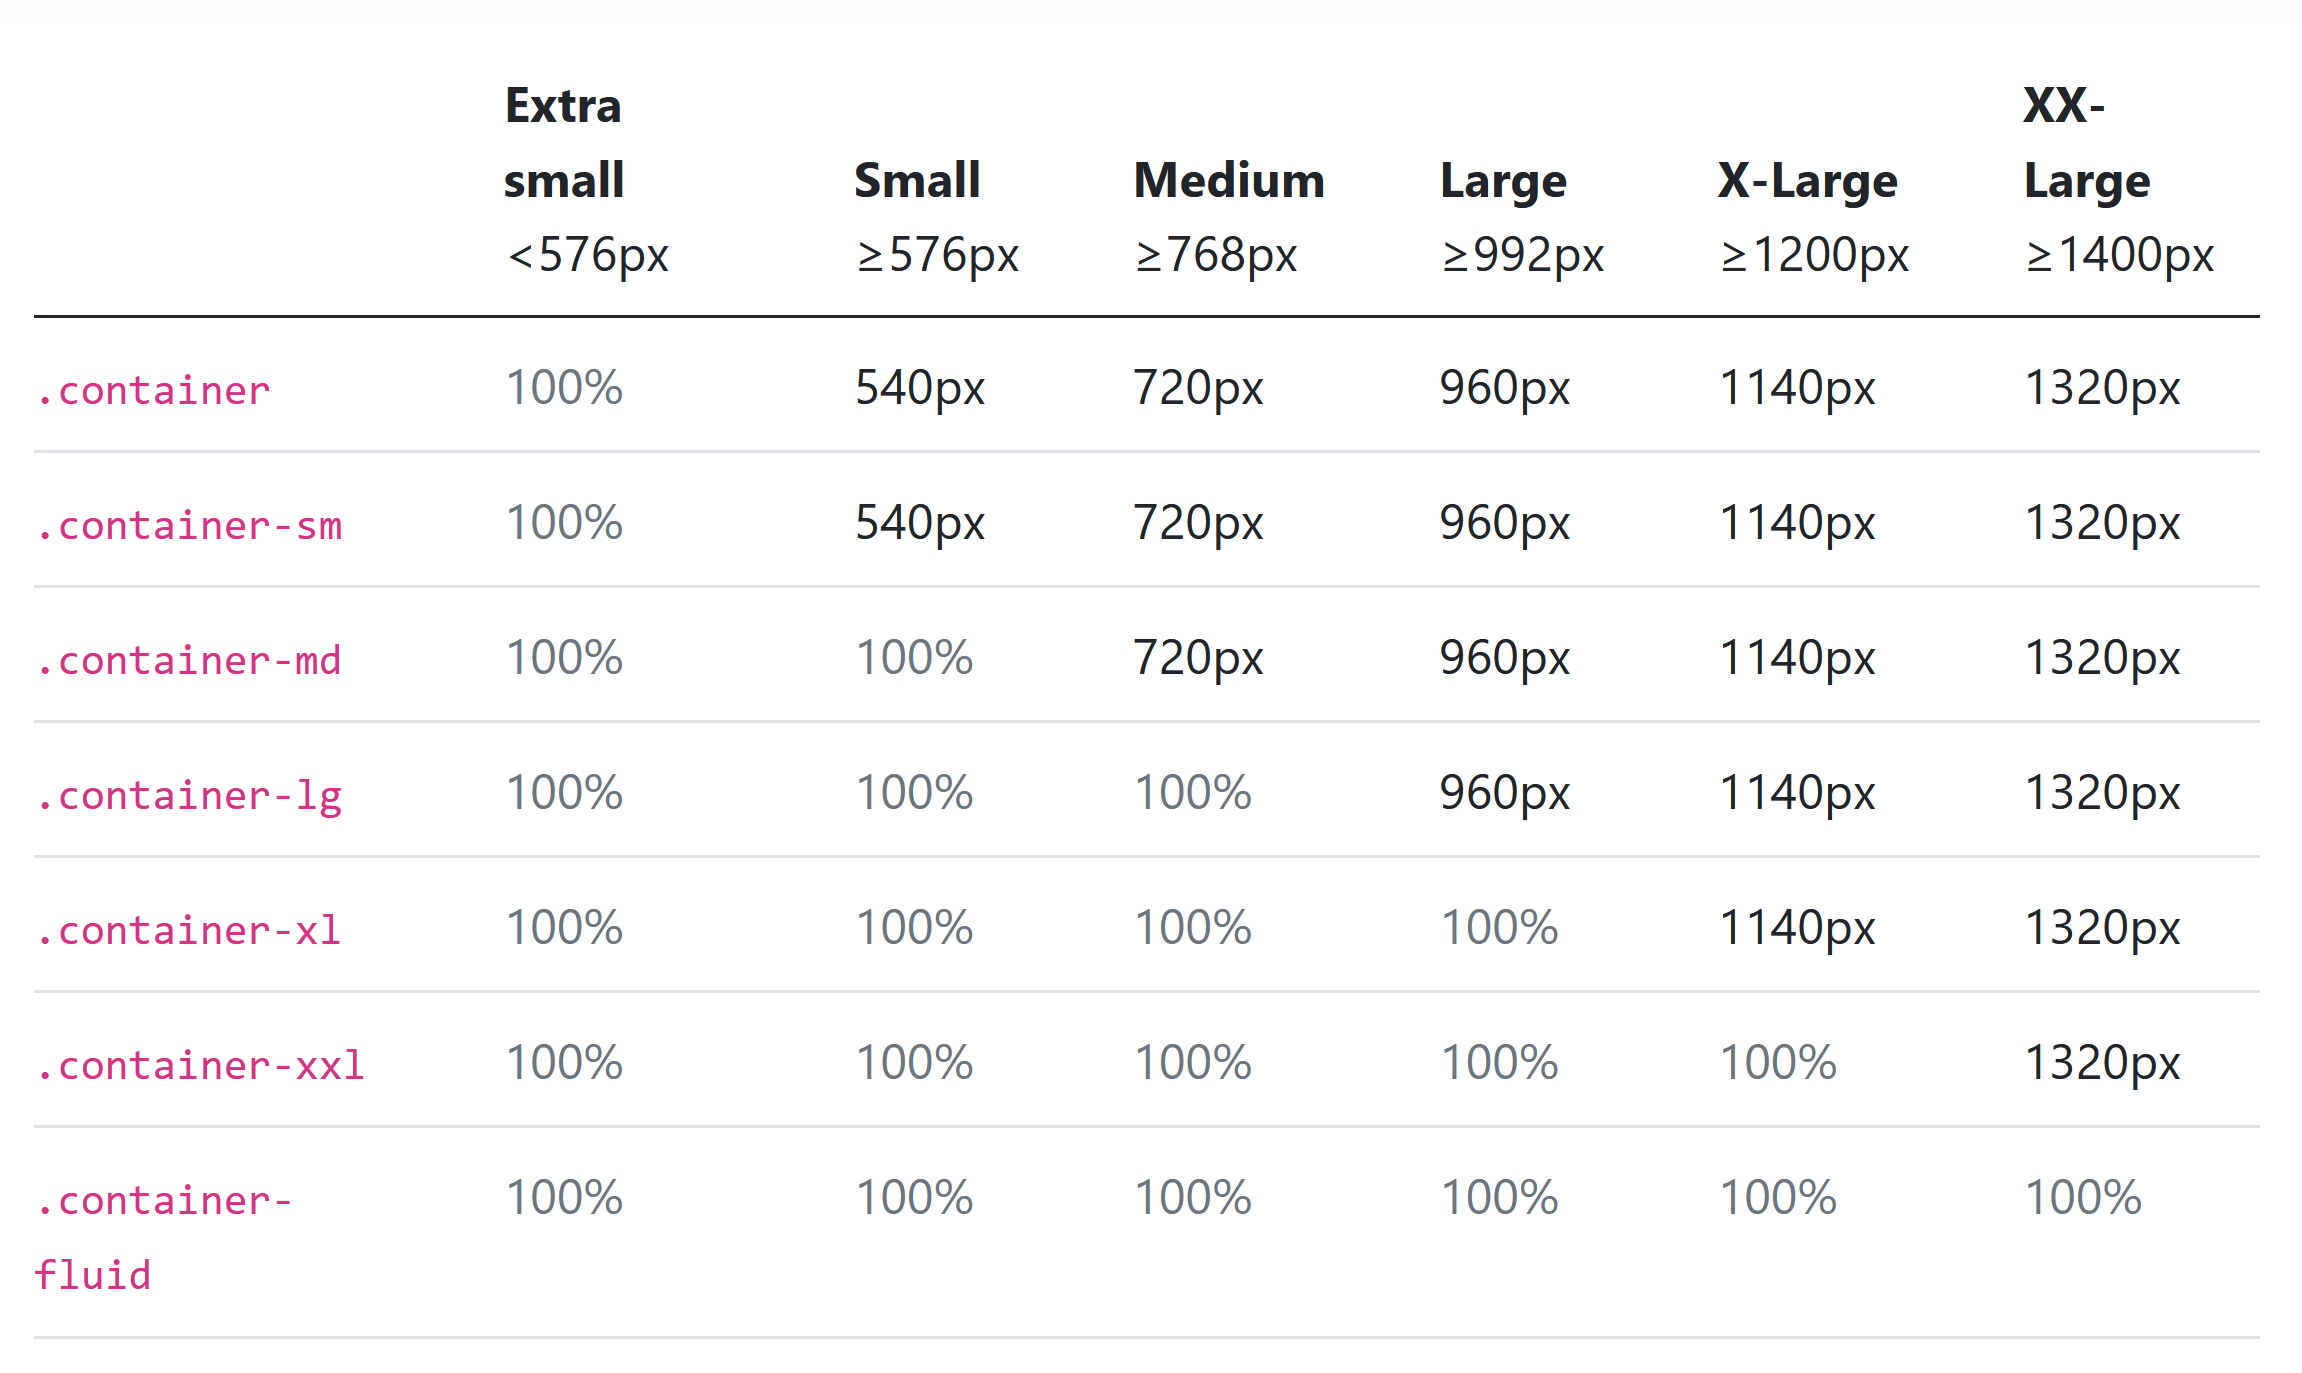 Extra small <576px Small ≥576px Medium ≥768px Large ≥992px X-Large ≥1200px XX-Large ≥1400px
.container 100% 540px 720px 960px 1140px 1320px
.container-sm 100% 540px 720px 960px 1140px 1320px
.container-md 100% 100% 720px 960px 1140px 1320px
.container-lg 100% 100% 100% 960px 1140px 1320px
.container-xl 100% 100% 100% 100% 1140px 1320px
.container-xxl 100% 100% 100% 100% 100% 1320px
.container- 100% 100% 100% 100% 100% 100%
fluid